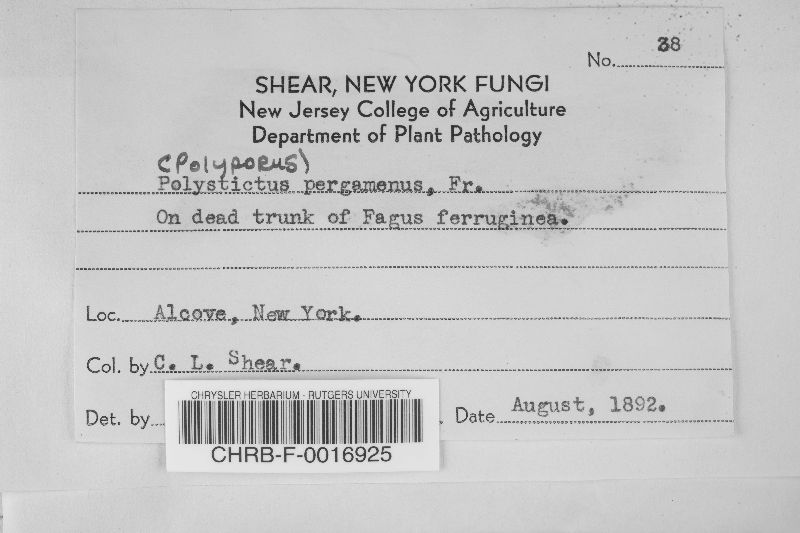 No. 38
SHEAR, NEW YORK FUNGI
New Jersey College of Agriculture
Department of Plant Pathology
(Polyporus)
Polystictus pergamenus, Fr.
On dead trunk of Fagus ferruginea.
Loc. Alcove, New York.
Col. by C. L. Shear.
Det. by
Date August, 1892.
CHRYSLER HERBARIUM - RUTGERS UNIVERSITY
CHRB-F-0016925